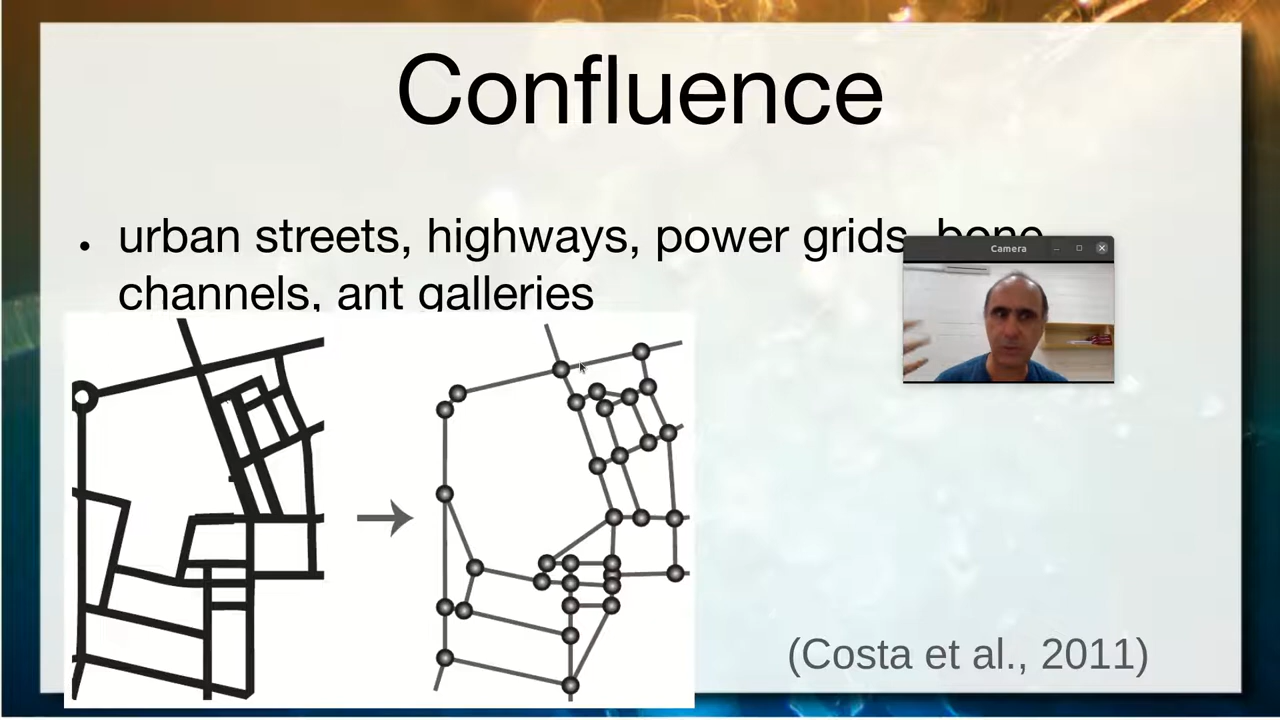 Confluence
• urban streets, highways, power grids, bone
channels, ant galleries
Camera
(Costa et al., 2011)